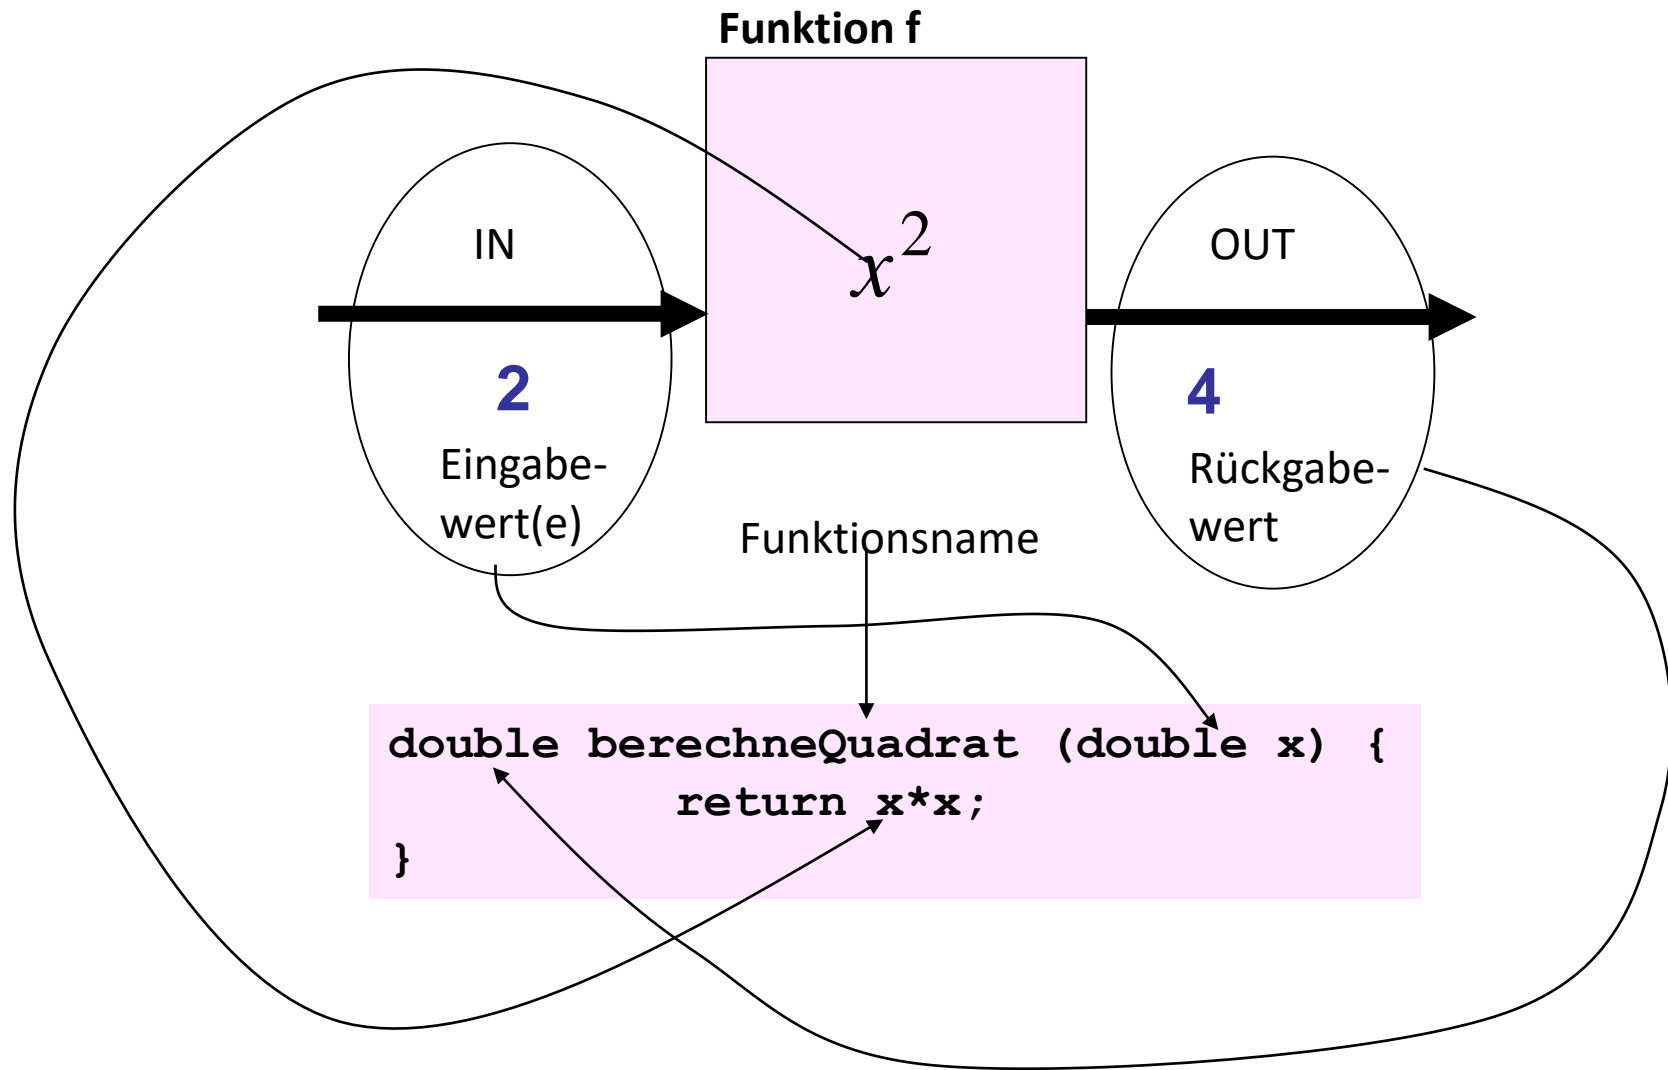 Funktion f
IN
x²
OUT
2
4
Eingabe-
wert(e)
Rückgabe-
wert
Funktionsname
double berechneQuadrat (double x) {
return x*x;
}